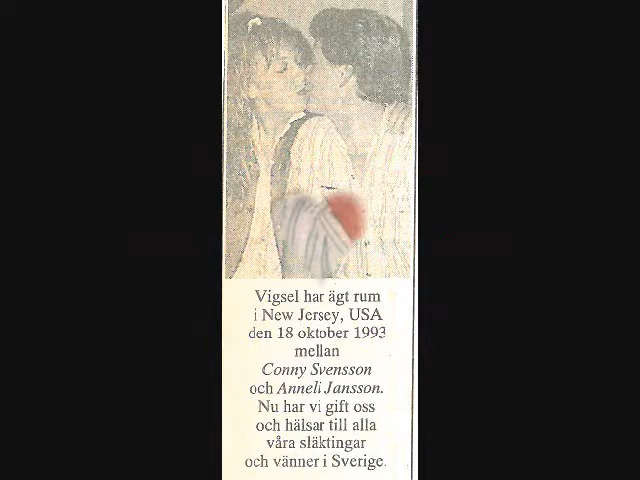 Vigsel har ägt rum
i New Jersey, USA
den 18 oktober 1993
mellan
Conny Svensson
och Anneli Jansson.
Nu har vi gift oss
och hälsar till alla
våra släktingar
och vänner i Sverige.